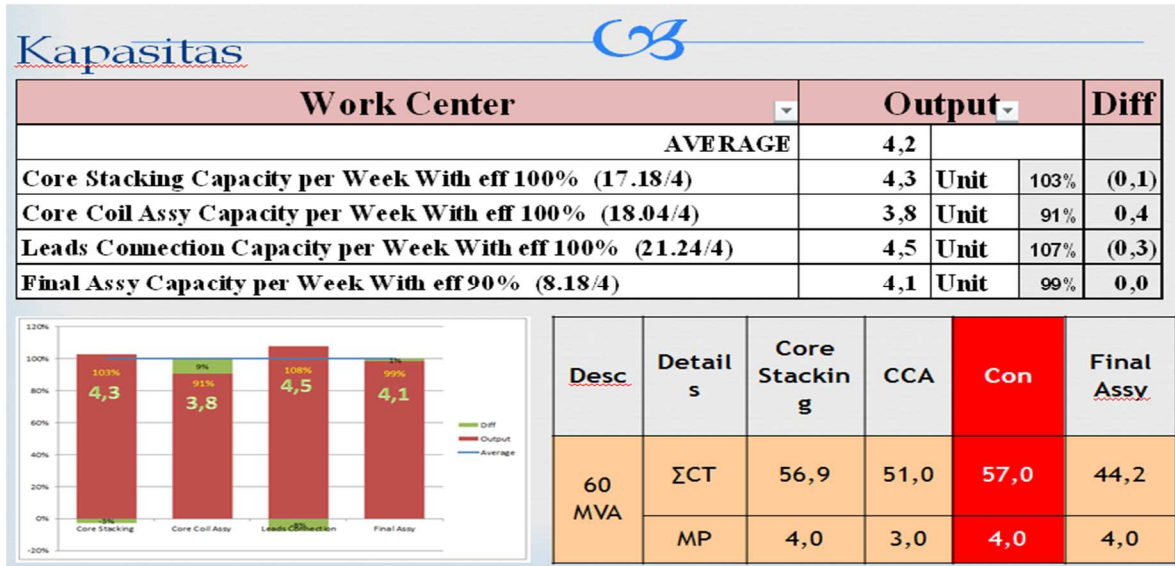 Kapasitas
Work Center Output Diff
AVERAGE 4,2
Core Stacking Capacity per Week With eff 100% (17.18/4) 4,3 Unit 103% (0,1)
Core Coil Assy Capacity per Week With eff 100% (18.04/4) 3,8 Unit 91% 0,4
Leads Connection Capacity per Week With eff 100% (21.24/4) 4,5 Unit 107% (0,3)
Final Assy Capacity per Week With eff 90% (8.18/4) 4,1 Unit 99% 0,0
120%
100%
80%
60%
40%
20%
0%
-20%
103%
4,3
-3%
Core Stacking
9%
91%
3,8
Core Coil Assy
108%
4,5
-8%
Leads Connection
1%
99%
4,1
Final Assy
Diff
Output
Average
Desc
Detail
s
Core
Stackin
g
CCA
Con
Final
Assy
60
MVA
ΣCT 56,9 51,0 57,0 44,2
MP 4,0 3,0 4,0 4,0